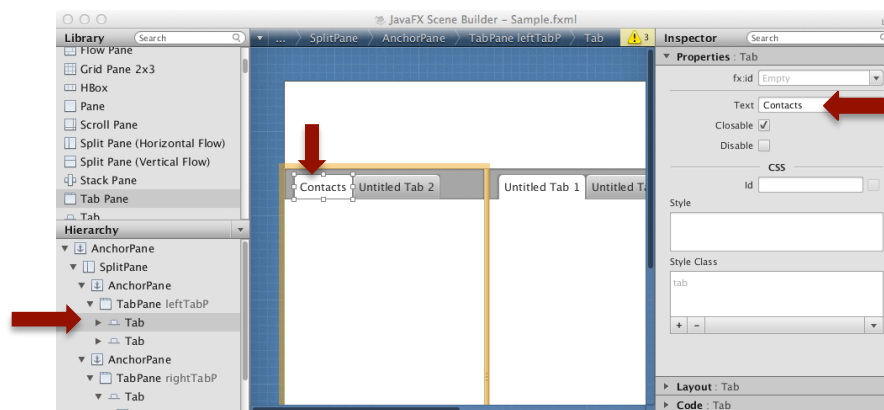 JavaFX Scene Builder – Sample.fxml
Library
Search
Flow Pane
Grid Pane 2x3
HBox
Pane
Scroll Pane
Split Pane (Horizontal Flow)
Split Pane (Vertical Flow)
Stack Pane
Tab Pane
Tab
Hierarchy
AnchorPane
SplitPane
AnchorPane
TabPane leftTabP
Tab
Tab
AnchorPane
TabPane rightTabP
Tab
... SplitPane AnchorPane TabPane leftTabP Tab 3
Contacts Untitled Tab 2 Untitled Tab 1 Untitled T
Inspector
Search
Properties : Tab
fx:id Empty
Text Contacts
Closable
Disable
CSS
Id
Style
Style Class
tab
+ -
Layout : Tab
Code : Tab